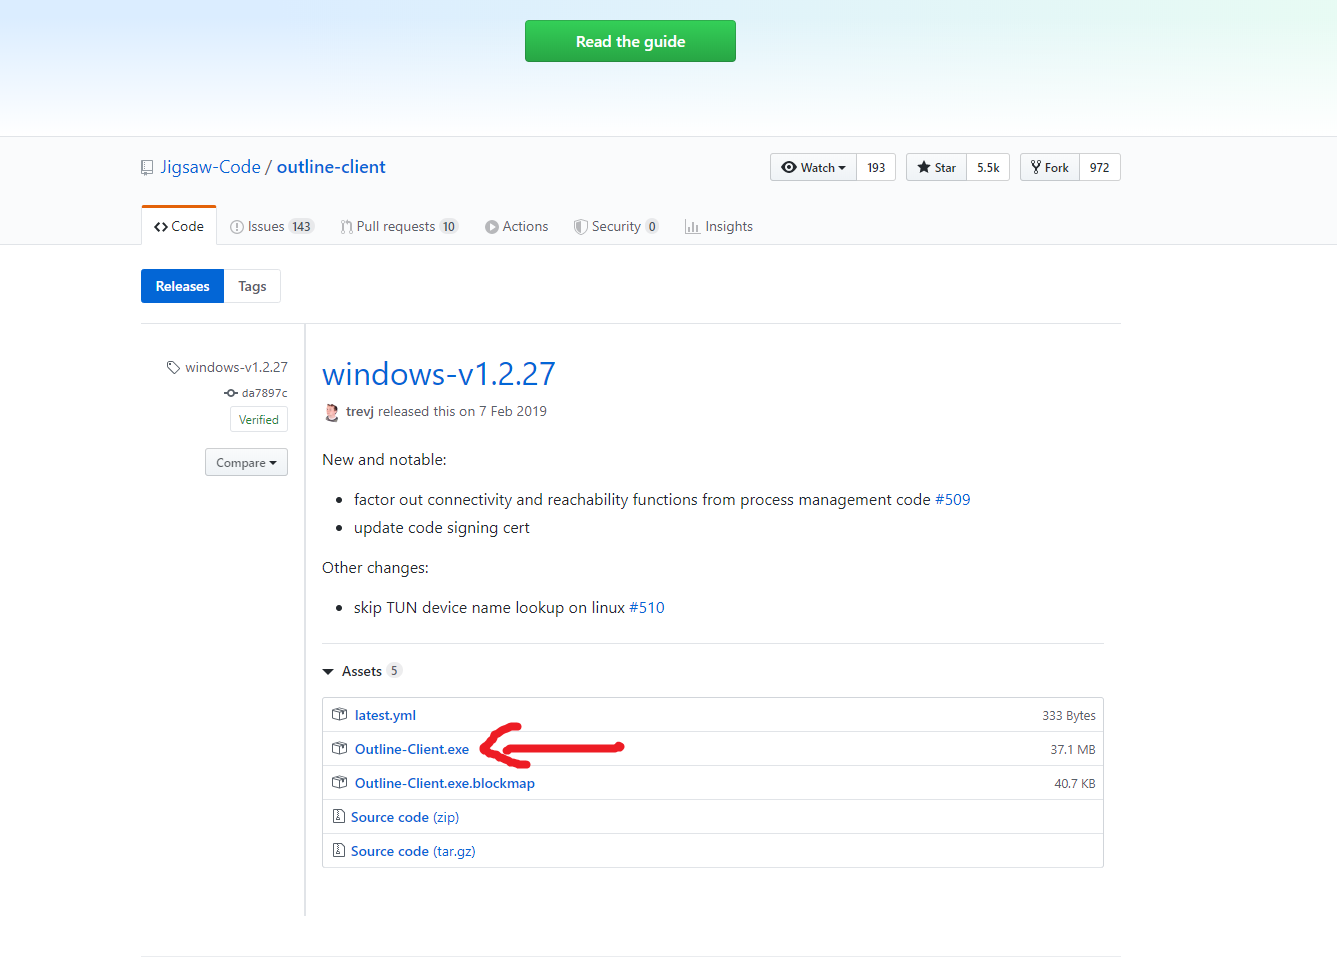 Read the guide
Jigsaw-Code / outline-client
Watch 193 Star 5.5k Fork 972
Code Issues 143 Pull requests 10 Actions Security 0 Insights
Releases Tags
windows-v1.2.27
da7897c
Verified
Compare
windows-v1.2.27
trevj released this on 7 Feb 2019
New and notable:
factor out connectivity and reachability functions from process management code #509
update code signing cert
Other changes:
skip TUN device name lookup on linux #510
Assets 5
latest.yml 333 Bytes
Outline-Client.exe 37.1 MB
Outline-Client.exe.blockmap 40.7 KB
Source code (zip)
Source code (tar.gz)